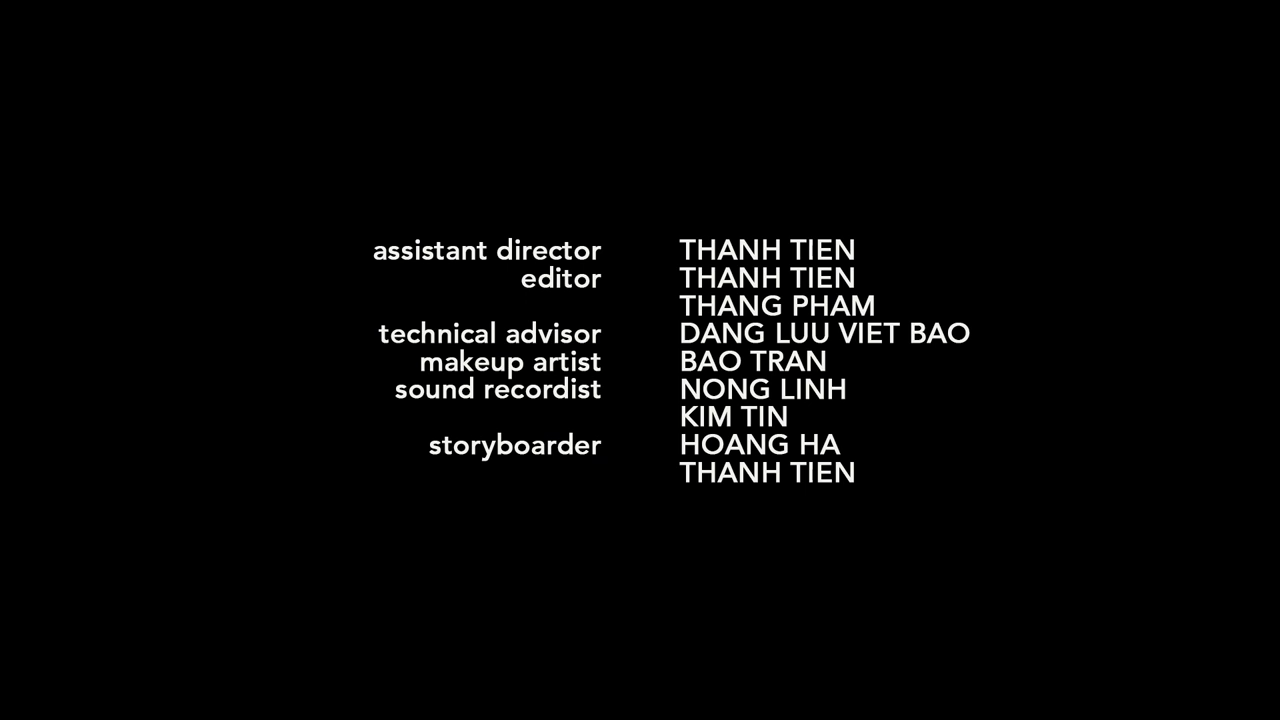 assistant director THANH TIEN
editor THANH TIEN
THANG PHAM
technical advisor DANG LUU VIET BAO
makeup artist BAO TRAN
sound recordist NONG LINH
KIM TIN
storyboarder HOANG HA
THANH TIEN